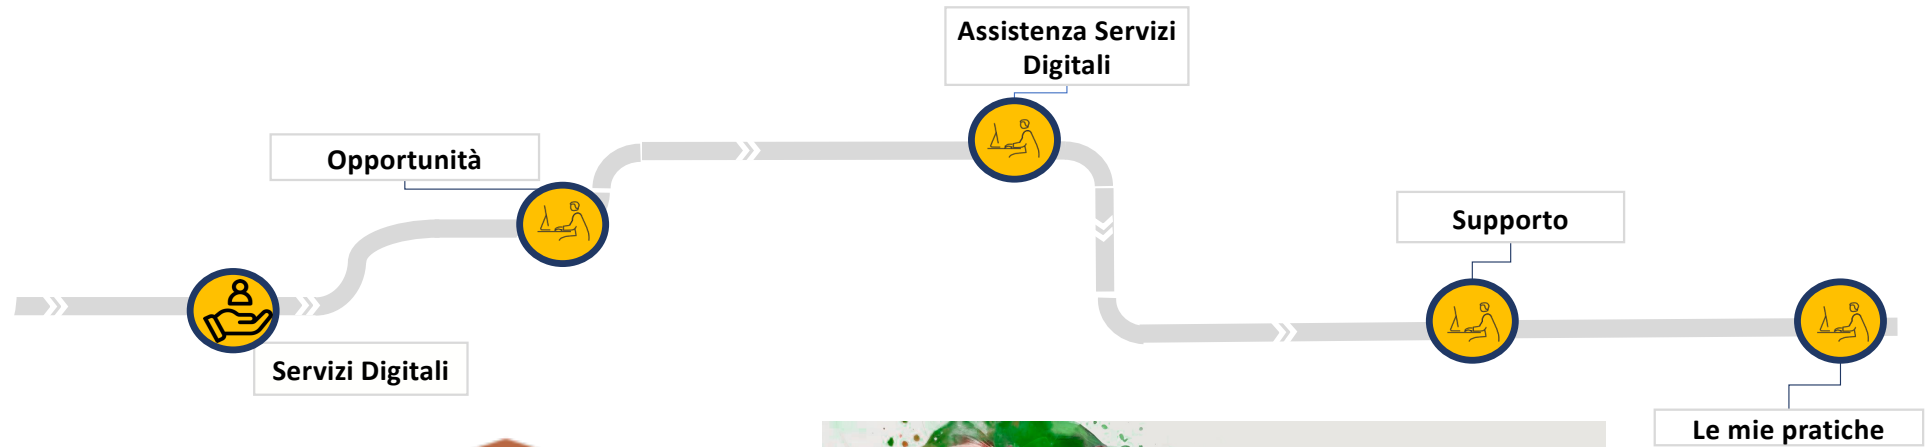 Assistenza Servizi
Digitali
Opportunità
Supporto
Servizi Digitali
Le mie pratiche